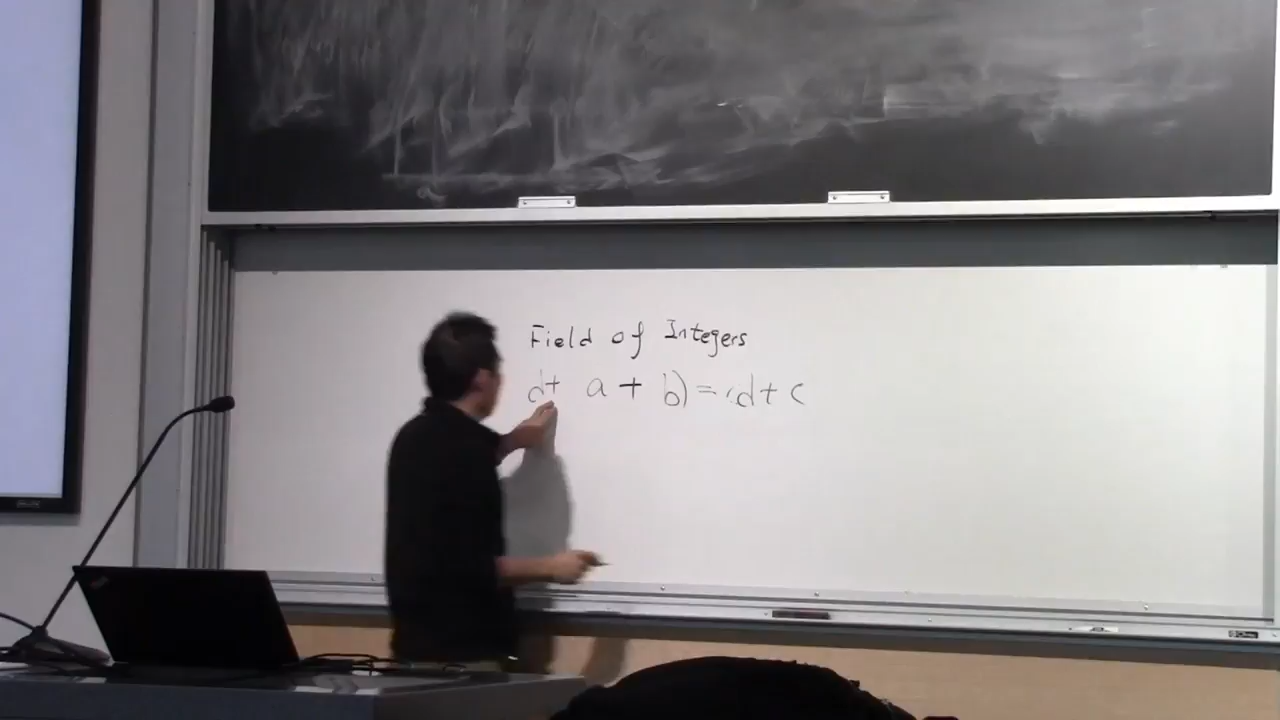 Field of Integers
d+ a + b) = d + c